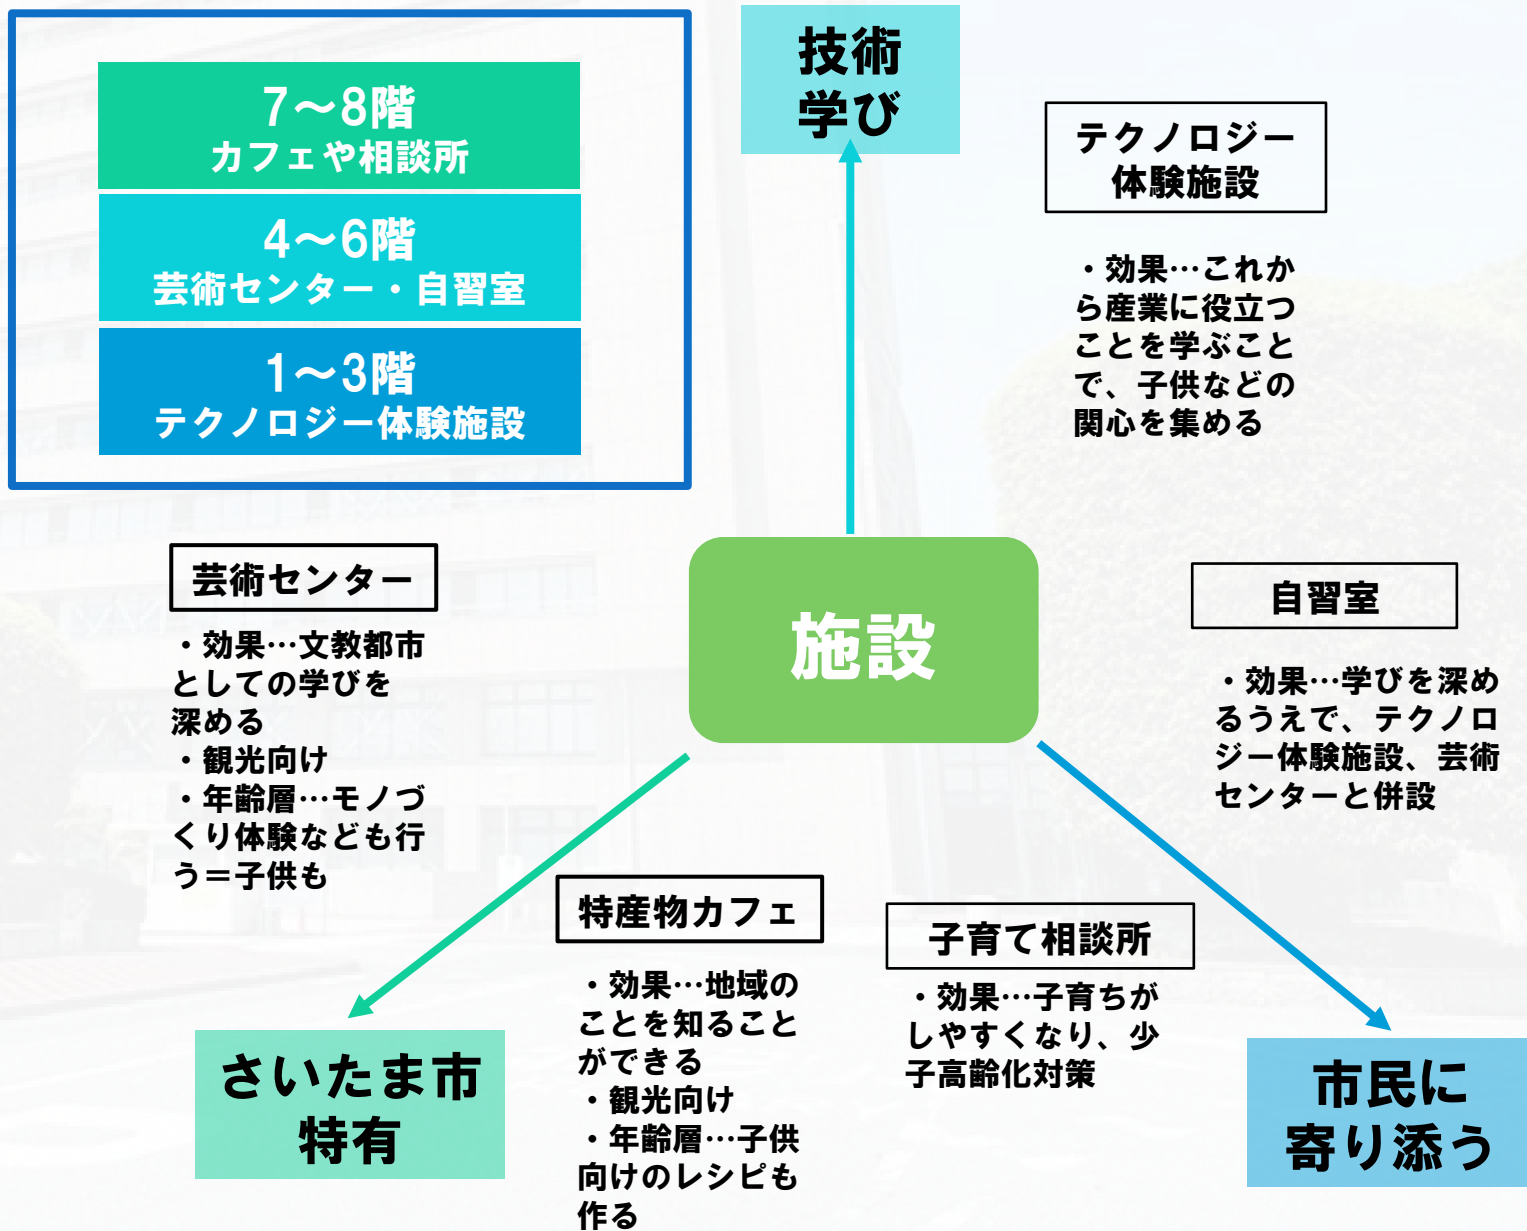 7～8階
カフェや相談所
4～6階
芸術センター・自習室
1～3階
テクノロジー体験施設
技術
学び
テクノロジー
体験施設
・効果…これか
ら産業に役立つ
ことを学ぶこと
で、子供などの
関心を集める
芸術センター
・効果…文教都市
としての学びを
深める
・観光向け
・年齢層…モノづ
くり体験なども行
う＝子供も
施設
自習室
・効果…学びを深め
るうえで、テクノロ
ジー体験施設、芸術
センターと併設
特産物カフェ
・効果…地域の
ことを知ること
ができる
・観光向け
・年齢層…子供
向けのレシピも
作る
子育て相談所
・効果…子育ちが
しやすくなり、少
子高齢化対策
さいたま市
特有
市民に
寄り添う